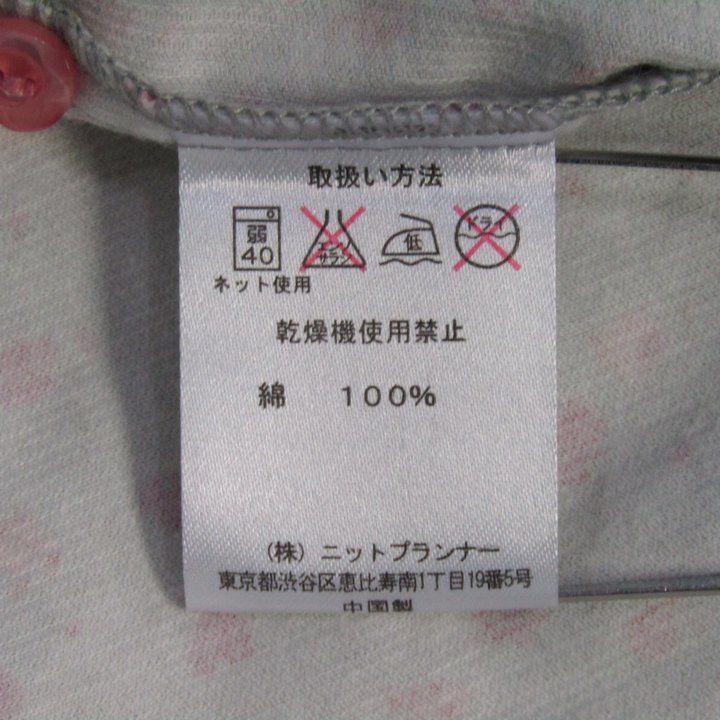 取扱い方法
弱 エンソ 低 ドライ
40 サラシ
ネット使用
乾燥機使用禁止
綿 100%
(株) ニットプランナー
東京都渋谷区恵比寿南1丁目19番5号
中国製